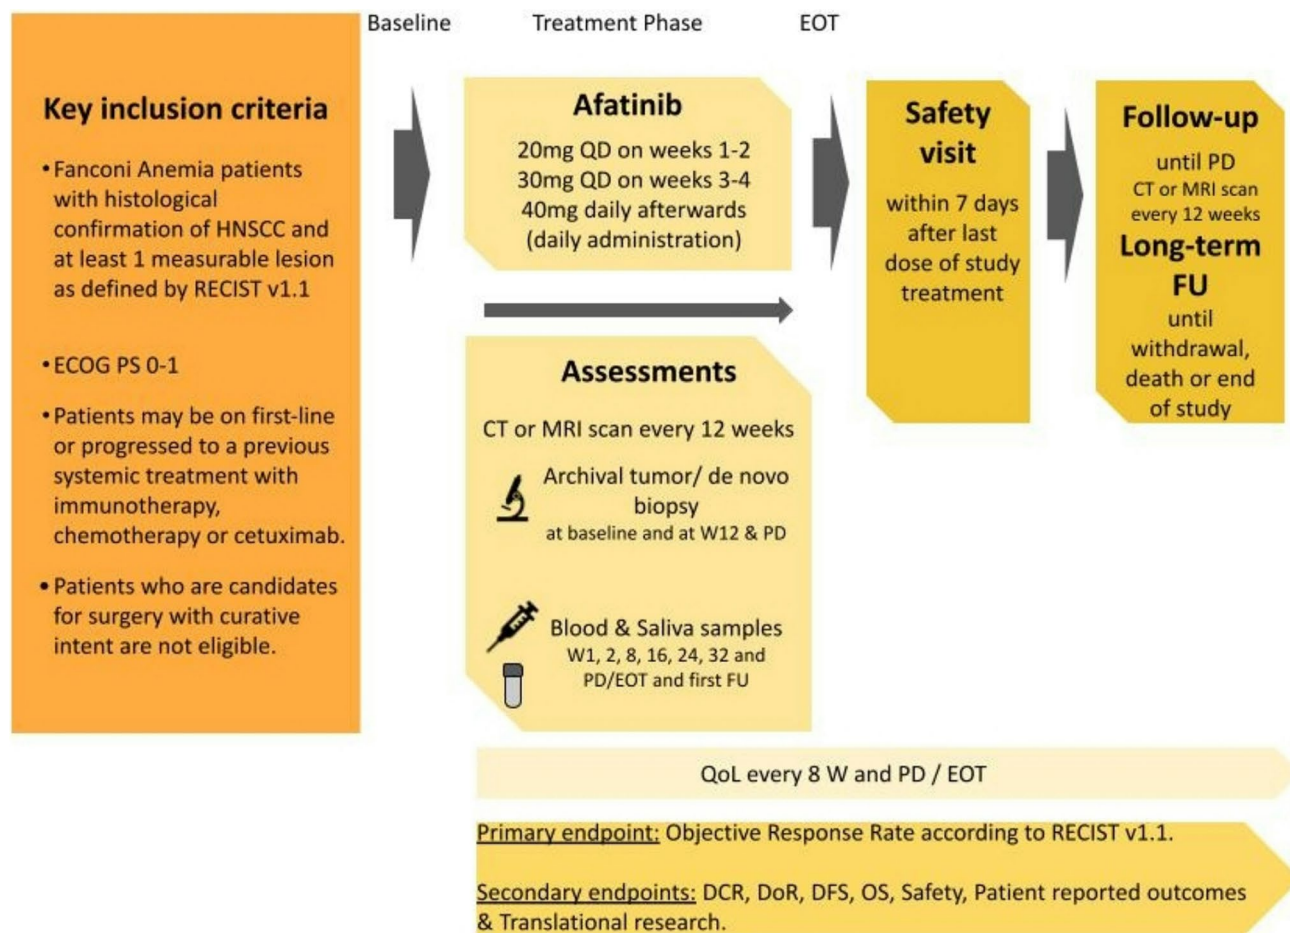 Baseline
Treatment Phase
EOT
Key inclusion criteria
•Fanconi Anemia patients
with histological
confirmation of HNSCC and
at least 1 measurable lesion
as defined by RECIST v1.1
•ECOG PS 0-1
•Patients may be on first-line
or progressed to a previous
systemic treatment with
immunotherapy,
chemotherapy or cetuximab.
•Patients who are candidates
for surgery with curative
intent are not eligible.
Afatinib
20mg QD on weeks 1-2
30mg QD on weeks 3-4
40mg daily afterwards
(daily administration)
Assessments
CT or MRI scan every 12 weeks
Archival tumor/ de novo
biopsy
at baseline and at W12 & PD
Blood & Saliva samples
W1, 2, 8, 16, 24, 32 and
PD/EOT and first FU
Safety
visit
within 7 days
after last
dose of study
treatment
Follow-up
until PD
CT or MRI scan
every 12 weeks
Long-term
FU
until
withdrawal,
death or end
of study
QoL every 8 W and PD / EOT
Primary endpoint: Objective Response Rate according to RECIST v1.1.
Secondary endpoints: DCR, DoR, DFS, OS, Safety, Patient reported outcomes
& Translational research.